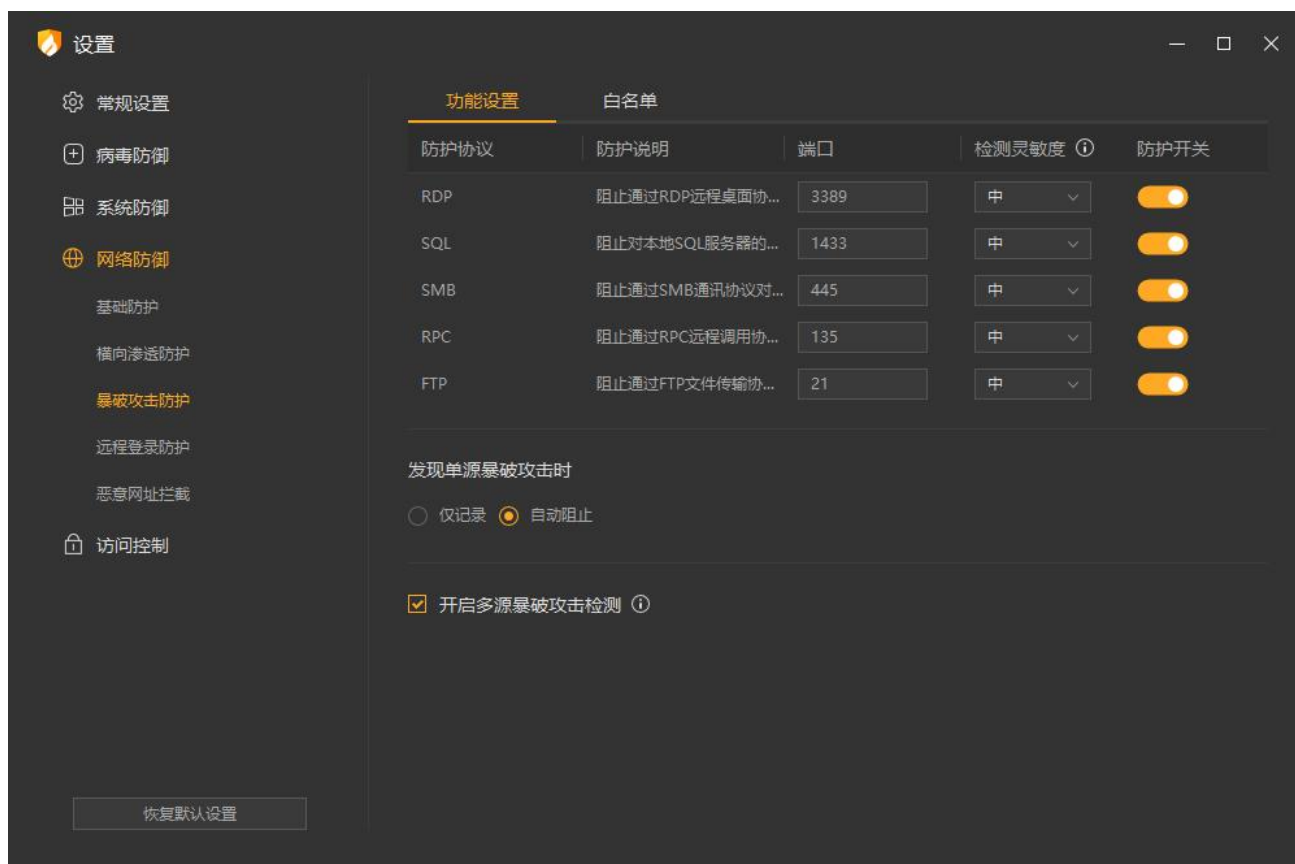 设置
常规设置
病毒防御
系统防御
网络防御
基础防护
横向渗透防护
暴破攻击防护
远程登录防护
恶意网址拦截
访问控制
恢复默认设置
功能设置 白名单
防护协议 防护说明 端口 检测灵敏度 防护开关
RDP 阻止通过RDP远程桌面协... 3389 中
SQL 阻止对本地SQL服务器的... 1433 中
SMB 阻止通过SMB通讯协议对... 445 中
RPC 阻止通过RPC远程调用协... 135 中
FTP 阻止通过FTP文件传输协... 21 中
发现单源暴破攻击时
仅记录 自动阻止
开启多源暴破攻击检测